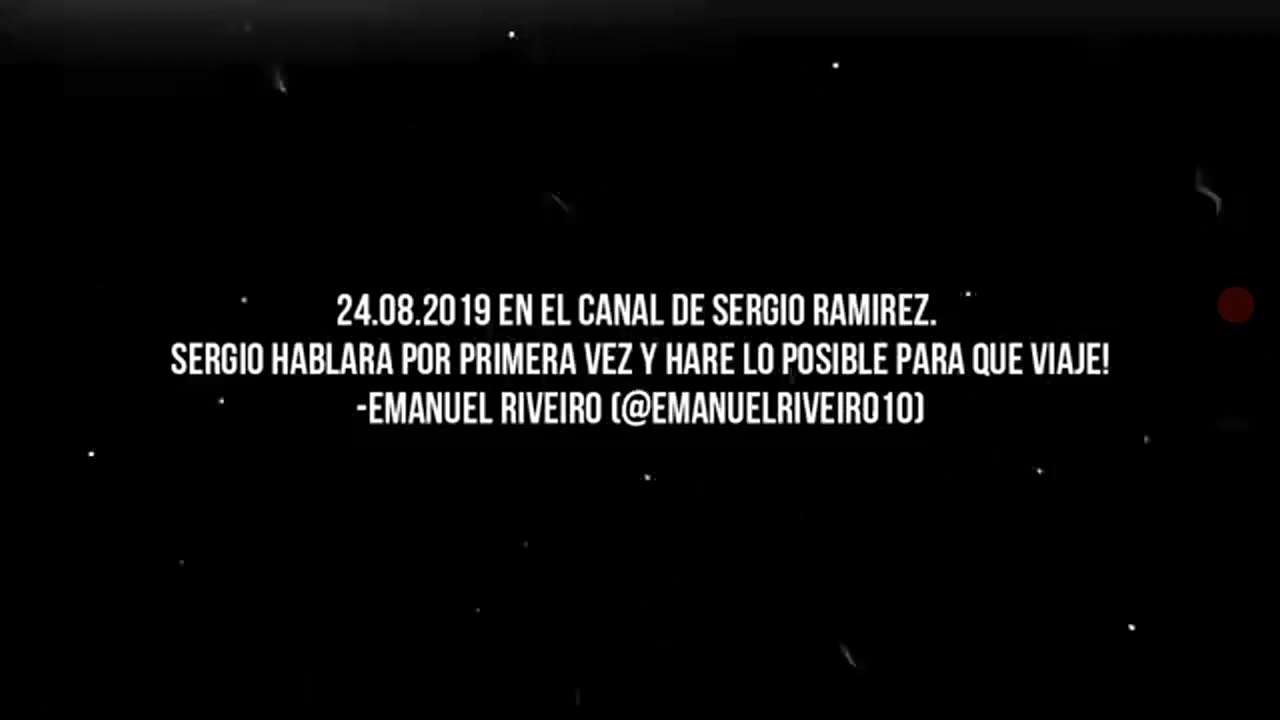 24.08.2019 EN EL CANAL DE SERGIO RAMIREZ.
SERGIO HABLARA POR PRIMERA VEZ Y HARE LO POSIBLE PARA QUE VIAJE!
-EMANUEL RIVEIRO (@EMANUELRIVEIRO10)